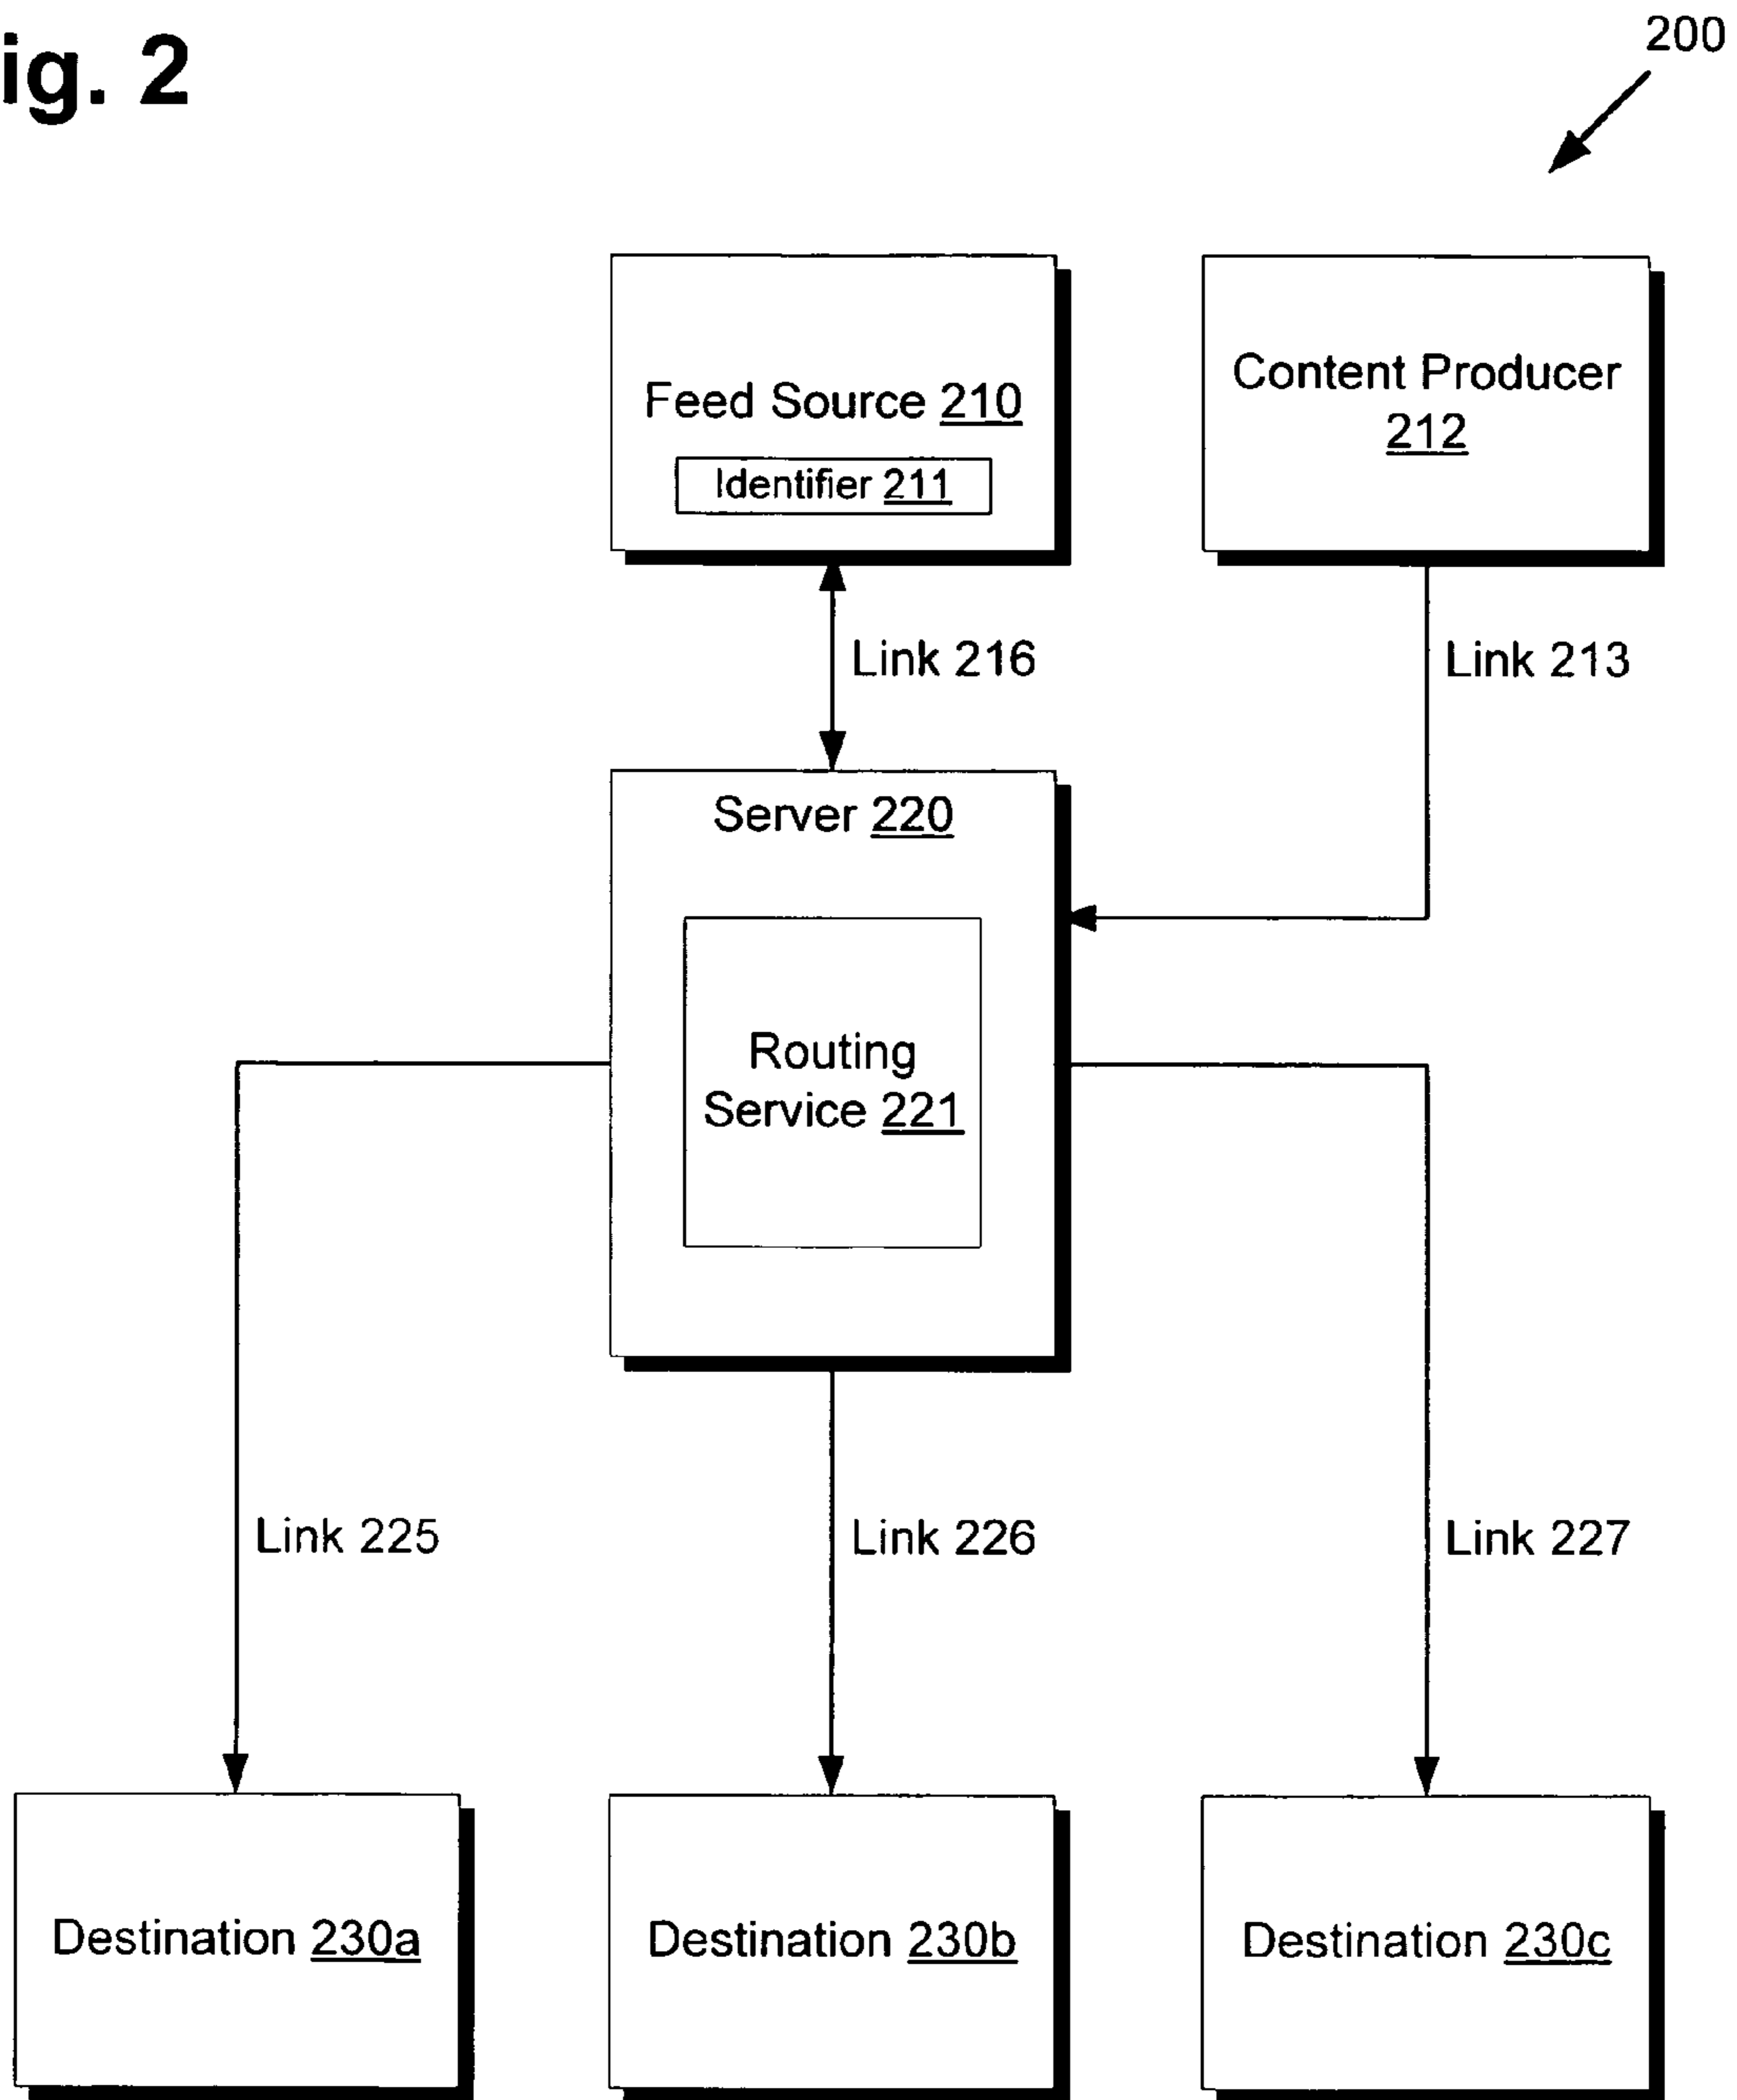 ig. 2
200
Feed Source 210
Identifier 211
Content Producer
212
Link 216
Link 213
Server 220
Routing
Service 221
Link 225
Link 226
Link 227
Destination 230a
Destination 230b
Destination 230c